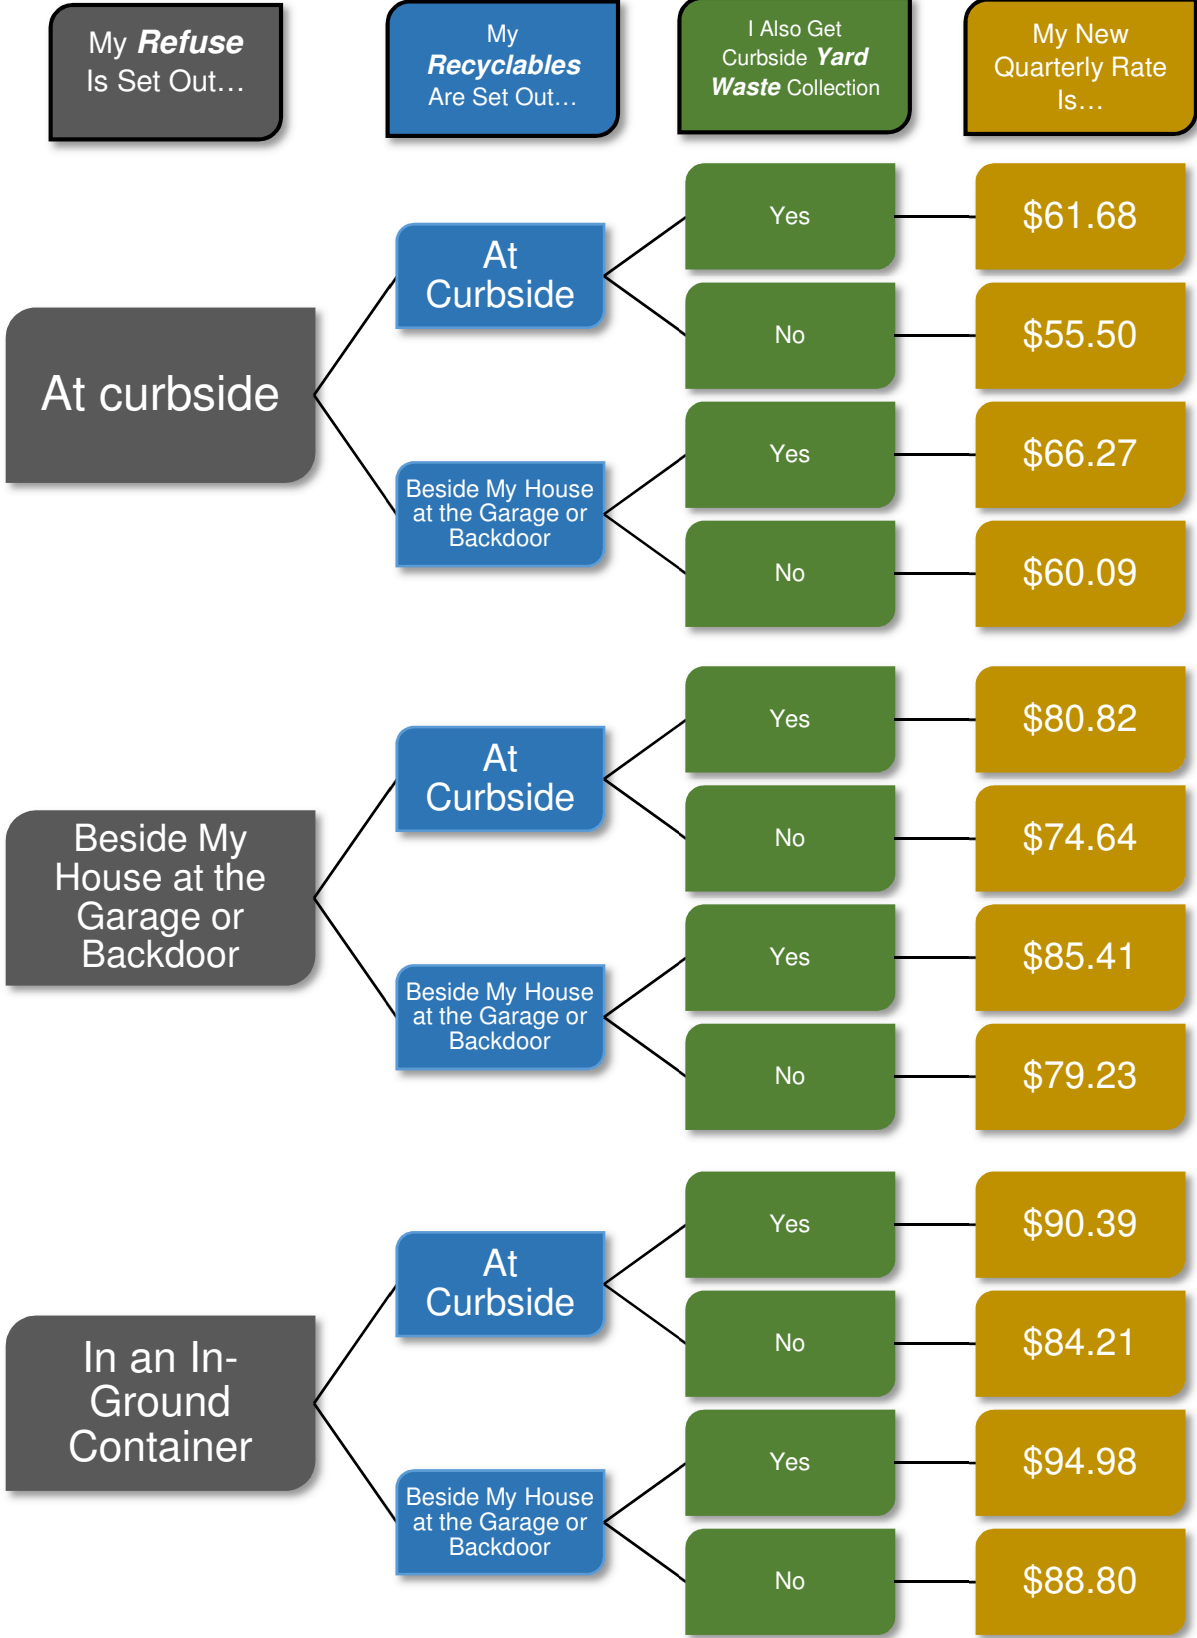 My Refuse
Is Set Out...
My
Recyclables
Are Set Out...
I Also Get
Curbside Yard
Waste Collection
My New
Quarterly Rate
Is...
At curbside
At
Curbside
Yes
$61.68
No
$55.50
Beside My House
at the Garage or
Backdoor
Yes
$66.27
No
$60.09
Beside My
House at the
Garage or
Backdoor
At
Curbside
Yes
$80.82
No
$74.64
Beside My House
at the Garage or
Backdoor
Yes
$85.41
No
$79.23
In an In-
Ground
Container
At
Curbside
Yes
$90.39
No
$84.21
Beside My House
at the Garage or
Backdoor
Yes
$94.98
No
$88.80